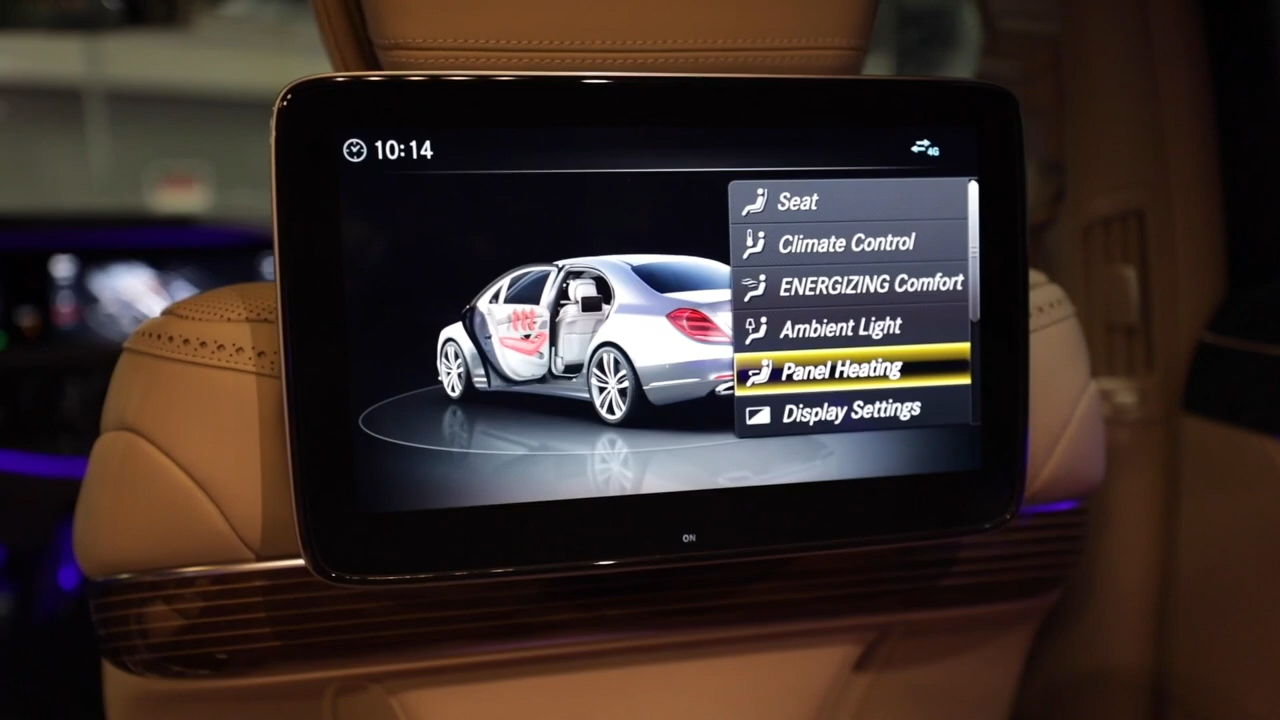 10:14
4G
Seat
Climate Control
ENERGIZING Comfort
Ambient Light
Panel Heating
Display Settings
ON